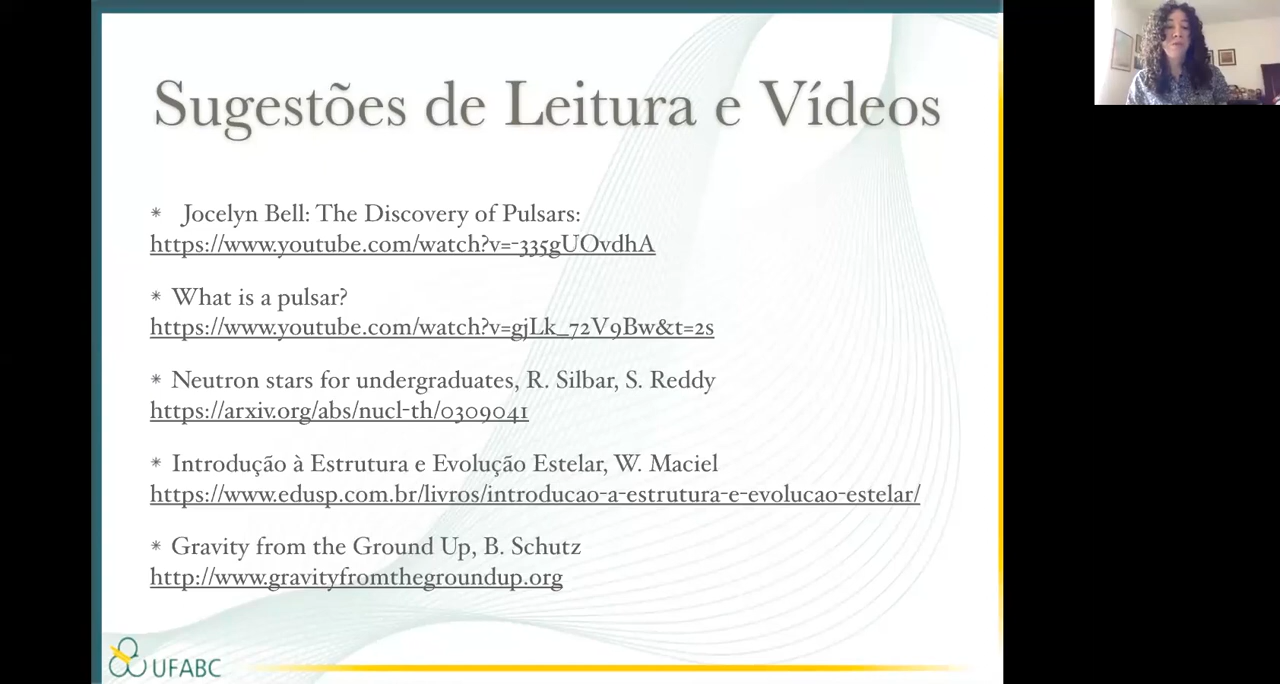 Sugestões de Leitura e Vídeos
* Jocelyn Bell: The Discovery of Pulsars:
https://www.youtube.com/watch?v=-335gUOvdhA
* What is a pulsar?
https://www.youtube.com/watch?v=gjLk_72V9Bw&t=2s
* Neutron stars for undergraduates, R. Silbar, S. Reddy
https://arxiv.org/abs/nucl-th/0309041
* Introdução à Estrutura e Evolução Estelar, W. Maciel
https://www.edusp.com.br/livros/introducao-a-estrutura-e-evolucao-estelar/
* Gravity from the Ground Up, B. Schutz
http://www.gravityfromthegroundup.org
UFABC